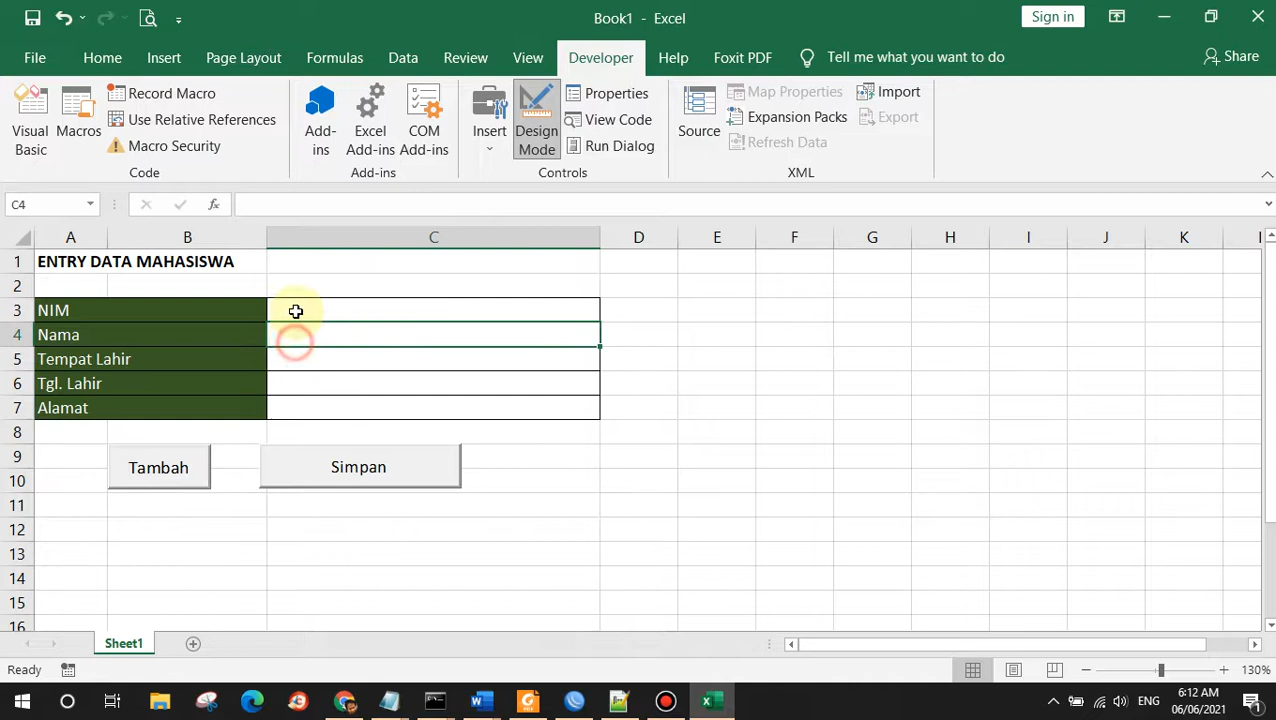 Book1 - Excel
Sign in
File Home Insert Page Layout Formulas Data Review View Developer Help Foxit PDF Tell me what you want to do Share
Visual Basic
Macros
Record Macro
Use Relative References
Macro Security
Code
Add-ins
Excel Add-ins
COM Add-ins
Add-ins
Insert
Design Mode
Properties
View Code
Run Dialog
Controls
Source
Map Properties
Expansion Packs
Refresh Data
Import
Export
XML
C4
fx
A B C D E F G H I J K L
1 ENTRY DATA MAHASISWA
2
3 NIM
4 Nama
5 Tempat Lahir
6 Tgl. Lahir
7 Alamat
8
9
10
Tambah Simpan
11
12
13
14
15
16
Sheet1
Ready
130%
ENG
6:12 AM
06/06/2021
1